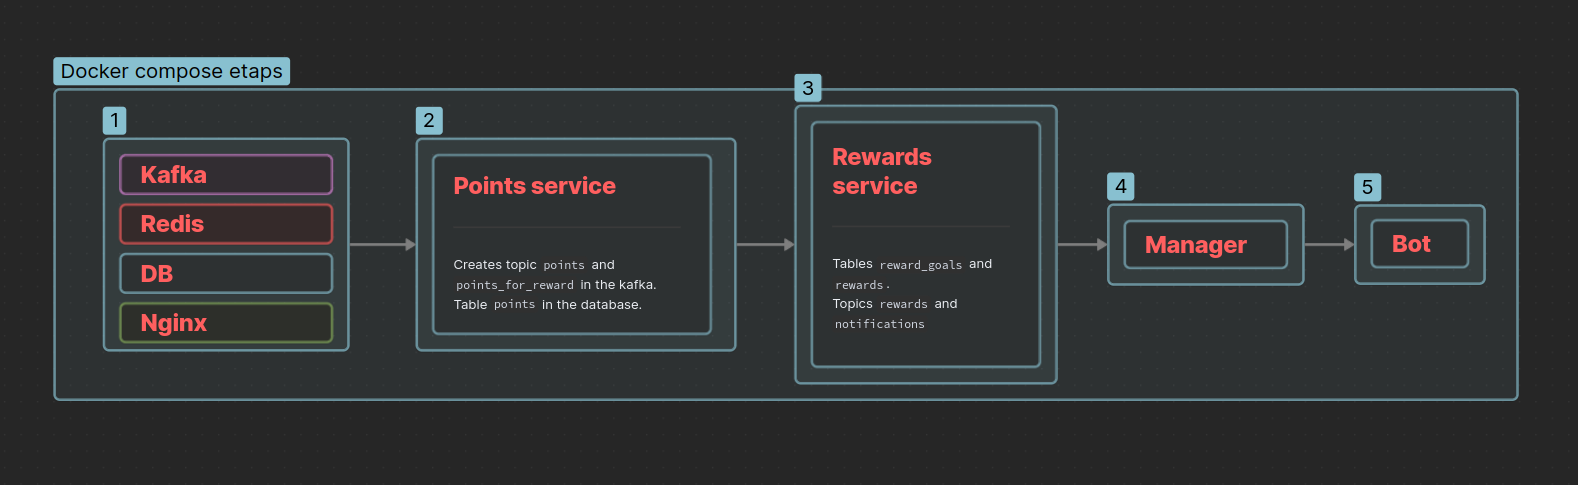 Docker compose etaps
1
Kafka
Redis
DB
Nginx
2
Points service
Creates topic points and
points_for_reward in the kafka.
Table points in the database.
3
Rewards
service
Tables reward_goals and
rewards.
Topics rewards and
notifications
4
Manager
5
Bot